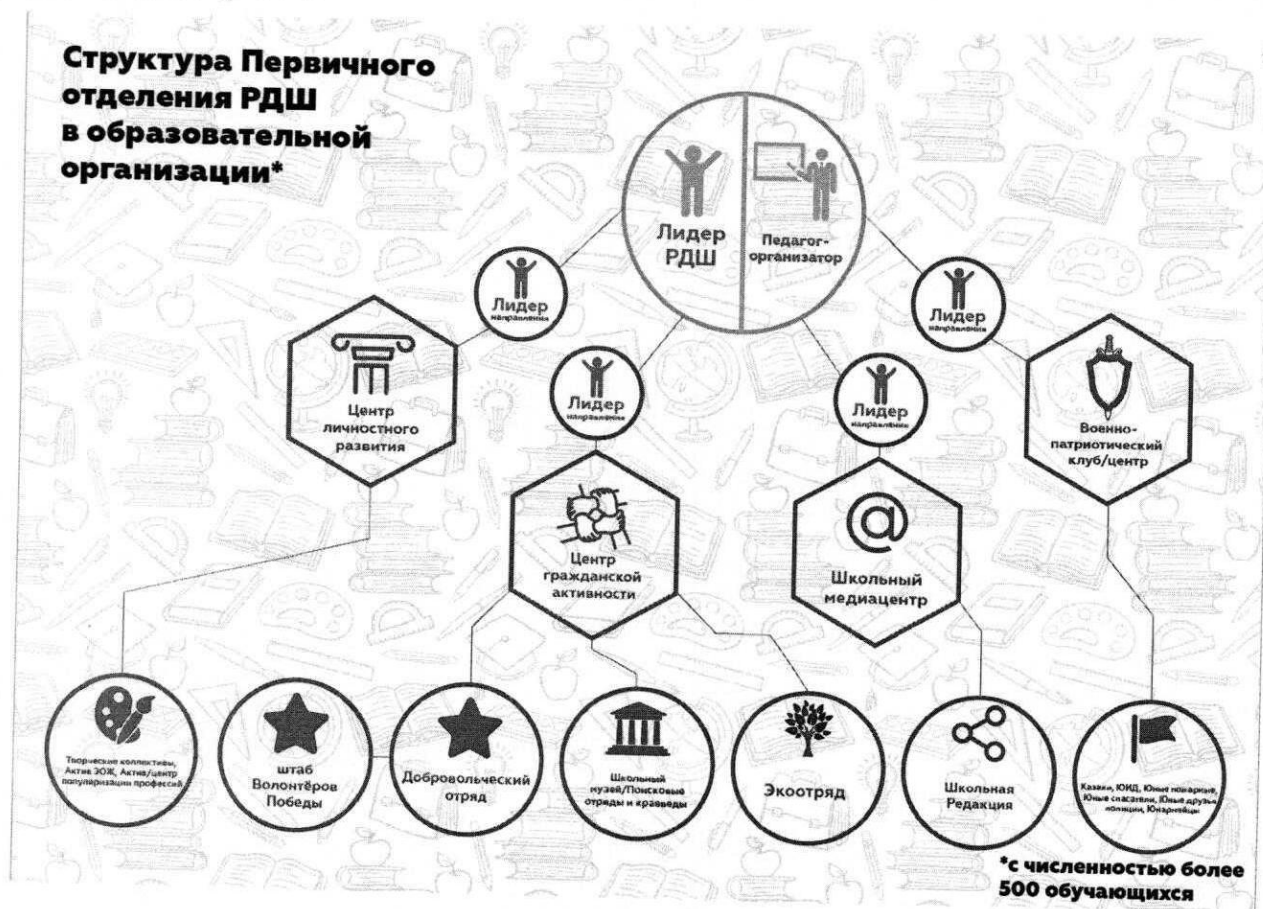 Структура Первичного
отделения РДШ
в образовательной
организации*
Лидер
РДШ
Педагог-
организатор
Лидер
направления
Лидер
направления
Лидер
направления
Лидер
направления
Центр
личностного
развития
Центр
гражданской
активности
Школьный
медиацентр
Военно-
патриотический
клуб/центр
Творческие коллективы,
Актив ЗОЖ, Актив/центр
популяризации профессий
штаб
Волонтёров
Победы
Добровольческий
отряд
Школьный
музей/Поисковые
отряды и краеведы
Экоотряд
Школьная
Редакция
Казаки, ЮИД, Юные пожарные,
Юные спасатели, Юные друзья
полиции, Юнармейцы
*с численностью более
500 обучающихся